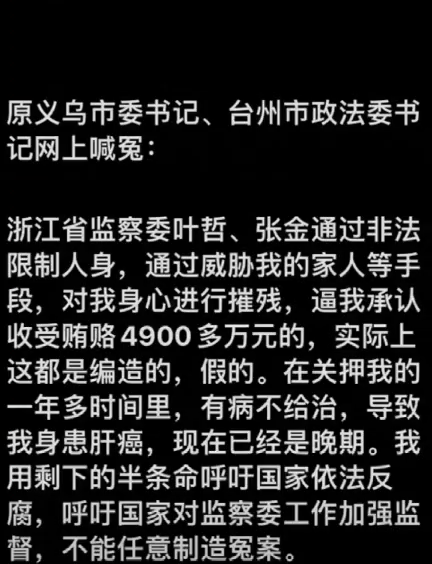 原义乌市委书记、台州市政法委书
记网上喊冤：
浙江省监察委叶哲、张金通过非法
限制人身，通过威胁我的家人等手
段，对我身心进行摧残，逼我承认
收受贿赂4900多万元的，实际上
这都是编造的，假的。在关押我的
一年多时间里，有病不给治，导致
我身患肝癌，现在已经是晚期。我
用剩下的半条命呼吁国家依法反
腐，呼吁国家对监察委工作加强监
督，不能任意制造冤案。